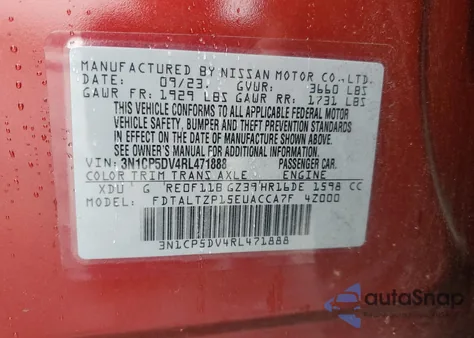 MANUFACTURED BY NISSAN MOTOR CO.,LTD.
DATE: 09/23 GVWR: 3660 LBS
GAWR FR: 1929 LBS GAWR RR: 1731 LBS
THIS VEHICLE CONFORMS TO ALL APPLICABLE FEDERAL MOTOR
VEHICLE SAFETY, BUMPER AND THEFT PREVENTION STANDARDS
IN EFFECT ON THE DATE OF MANUFACTURE SHOWN ABOVE.
SEE OWNER'S MANUAL FOR ADDITIONAL INFORMATION
VIN: 3N1CP5DV4RL471888 PASSENGER CAR.
COLOR TRIM TRANS AXLE ENGINE
XDU G RE0F11B GZ39 HR16DE 1598 CC
MODEL: FDTALTZP15EUACCA7F 4Z000
3N1CP5DV4RL471888
autoSnap